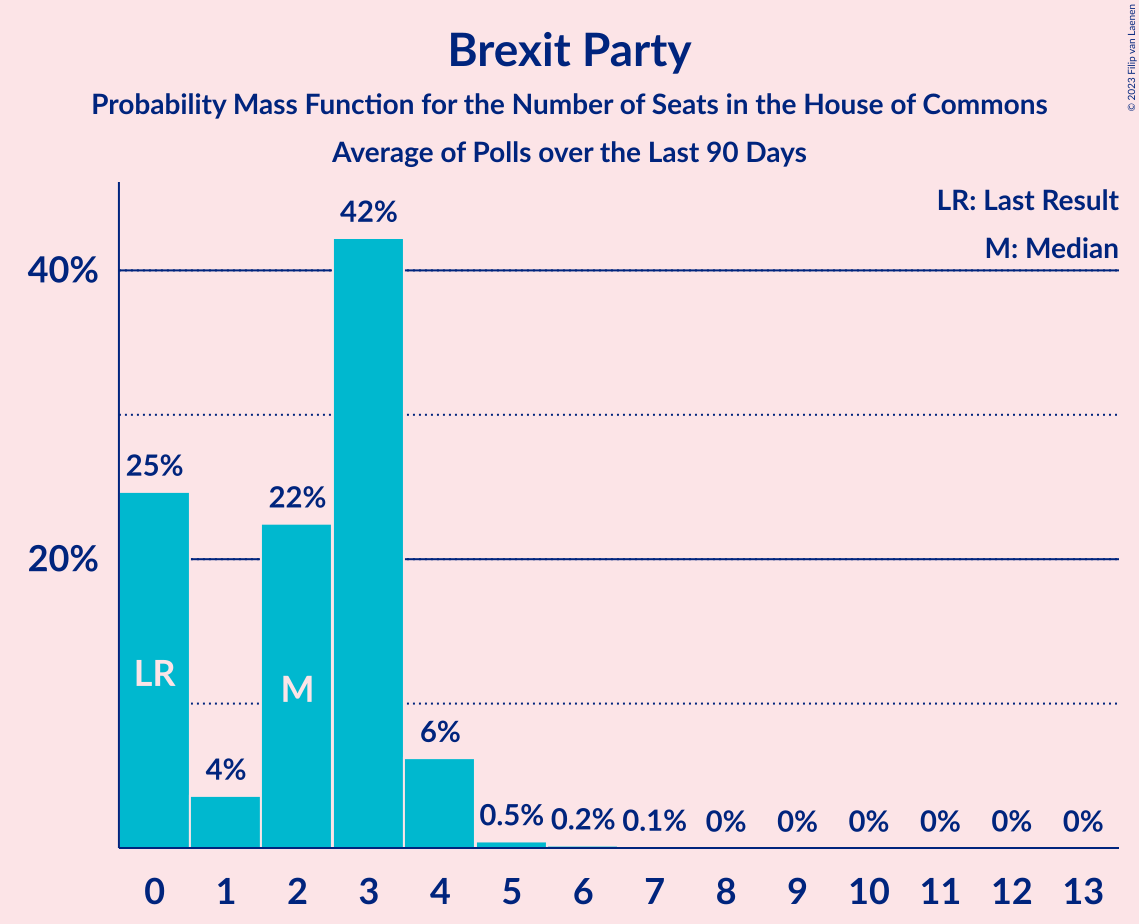 Brexit Party
Probability Mass Function for the Number of Seats in the House of Commons
Average of Polls over the Last 90 Days
© 2023 Filip van Laenen
LR: Last Result
M: Median
42%
40%
25%
22%
20%
LR
M
6%
4%
0.5% 0.2% 0.1% 0% 0% 0% 0% 0% 0%
0 1 2 3 4 5 6 7 8 9 10 11 12 13